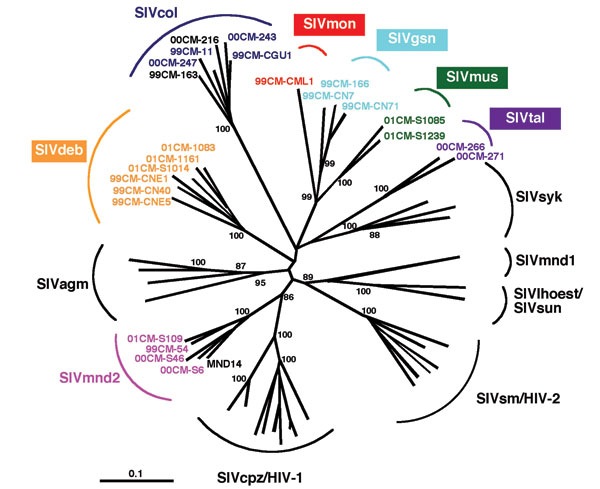 SIVcol
00CM-216
00CM-243
99CM-11
99CM-CGU1
00CM-247
99CM-163
100
SIVmon
99CM-CML1
SIVgsn
99CM-166
99CM-CN7
99CM-CN71
99
99
SIVmus
01CM-S1085
01CM-S1239
100
SIVtal
00CM-266
00CM-271
100
SIVsyk
100
88
SIVdeb
01CM-1083
01CM-1161
01CM-S1014
99CM-CNE1
99CM-CN40
99CM-CNE5
100
SIVmnd1
89
SIVlhoest/
SIVsun
100
SIVagm
100
87
95
86
SIVmnd2
01CM-S109
99CM-54
00CM-S46
00CM-S6
MND14
100
100
SIVsm/HIV-2
100
100
100
SIVcpz/HIV-1
0.1